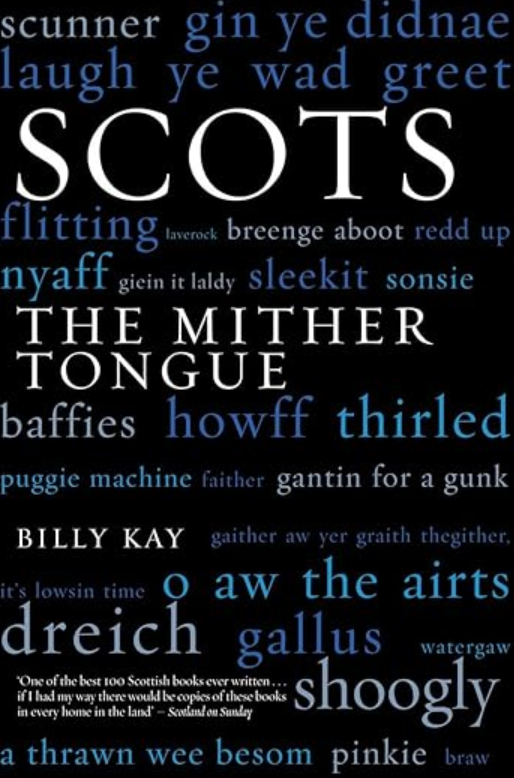 scunner gin ye didnae
laugh ye wad greet
SCOTS
flitting laverock breenge aboot redd up
nyaff giein it laldy sleekit sonsie
THE MITHER
TONGUE
baffies howff thirled
puggie machine faither gantin for a gunk
BILLY KAY gaither aw yer graith thegither,
it's lowsin time o aw the airts
dreich gallus watergaw
'One of the best 100 Scottish books ever written...
if I had my way there would be copies of these books
in every home in the land' – Scotland on Sunday
shoogly
a thrawn wee besom pinkie braw